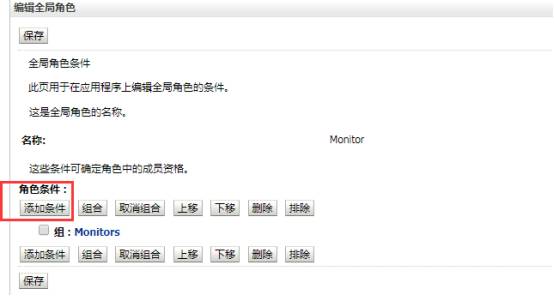 编辑全局角色
保存
全局角色条件
此页用于在应用程序上编辑全局角色的条件。
这是全局角色的名称。
名称: Monitor
这些条件可确定角色中的成员资格。
角色条件：
添加条件 组合 取消组合 上移 下移 删除 排除
组：Monitors
添加条件 组合 取消组合 上移 下移 删除 排除
保存